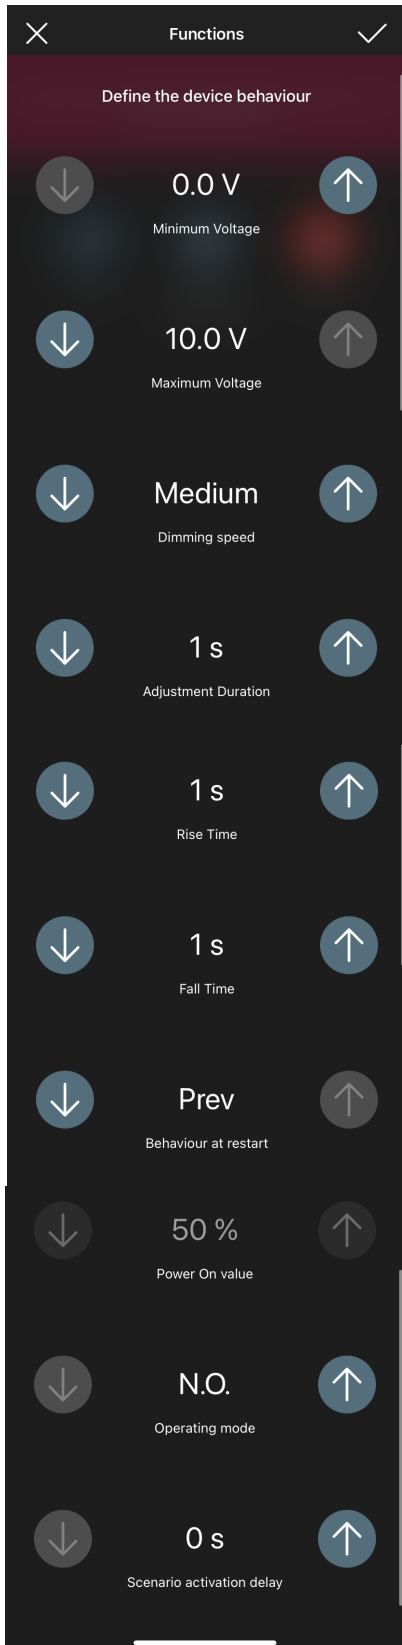 Functions
Define the device behaviour
0.0 V
Minimum Voltage
10.0 V
Maximum Voltage
Medium
Dimming speed
1 s
Adjustment Duration
1 s
Rise Time
1 s
Fall Time
Prev
Behaviour at restart
50 %
Power On value
N.O.
Operating mode
0 s
Scenario activation delay